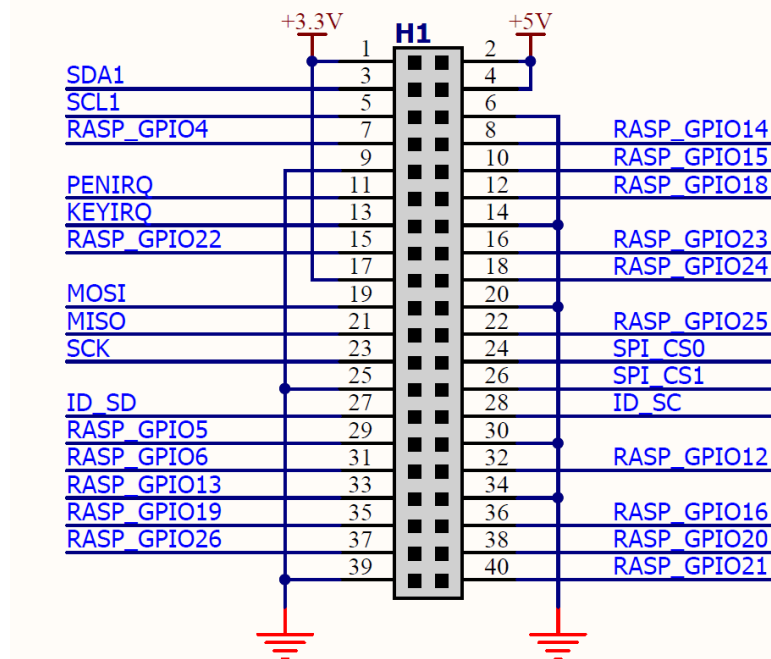 +3.3V H1 +5V
1 2
SDA1 3 4
SCL1 5 6
RASP_GPIO4 7 8 RASP_GPIO14
9 10 RASP_GPIO15
PENIRQ 11 12 RASP_GPIO18
KEYIRQ 13 14
RASP_GPIO22 15 16 RASP_GPIO23
17 18 RASP_GPIO24
MOSI 19 20
MISO 21 22 RASP_GPIO25
SCK 23 24 SPI_CS0
25 26 SPI_CS1
ID_SD 27 28 ID_SC
RASP_GPIO5 29 30
RASP_GPIO6 31 32 RASP_GPIO12
RASP_GPIO13 33 34
RASP_GPIO19 35 36 RASP_GPIO16
RASP_GPIO26 37 38 RASP_GPIO20
39 40 RASP_GPIO21